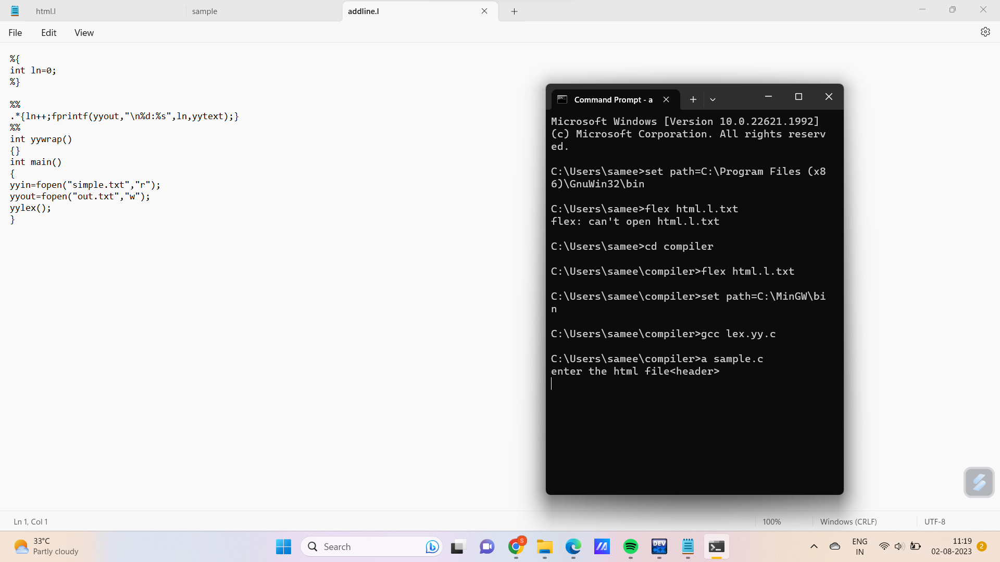 html.l
sample
addline.l
File
Edit
View
%{
int ln=0;
%}
%%
.*{ln++;fprintf(yyout,"\n%d:%s",ln,yytext);}
%%
int yywrap()
{}
int main()
{
yyin=fopen("simple.txt","r");
yyout=fopen("out.txt","w");
yylex();
}
Command Prompt - a
Microsoft Windows [Version 10.0.22621.1992]
(c) Microsoft Corporation. All rights reserv
ed.
C:\Users\samee>set path=C:\Program Files (x8
6)\GnuWin32\bin
C:\Users\samee>flex html.l.txt
flex: can't open html.l.txt
C:\Users\samee>cd compiler
C:\Users\samee\compiler>flex html.l.txt
C:\Users\samee\compiler>set path=C:\MinGW\bi
n
C:\Users\samee\compiler>gcc lex.yy.c
C:\Users\samee\compiler>a sample.c
enter the html file<header>
Ln 1, Col 1
100%
Windows (CRLF)
UTF-8
33°C
Partly cloudy
Search
S
DEV
C++
ENG
IN
11:19
02-08-2023
2